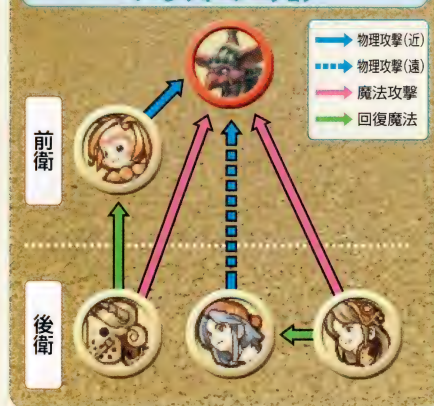 物理攻撃(近)
物理攻撃(遠)
魔法攻撃
回復魔法
前衛
後衛